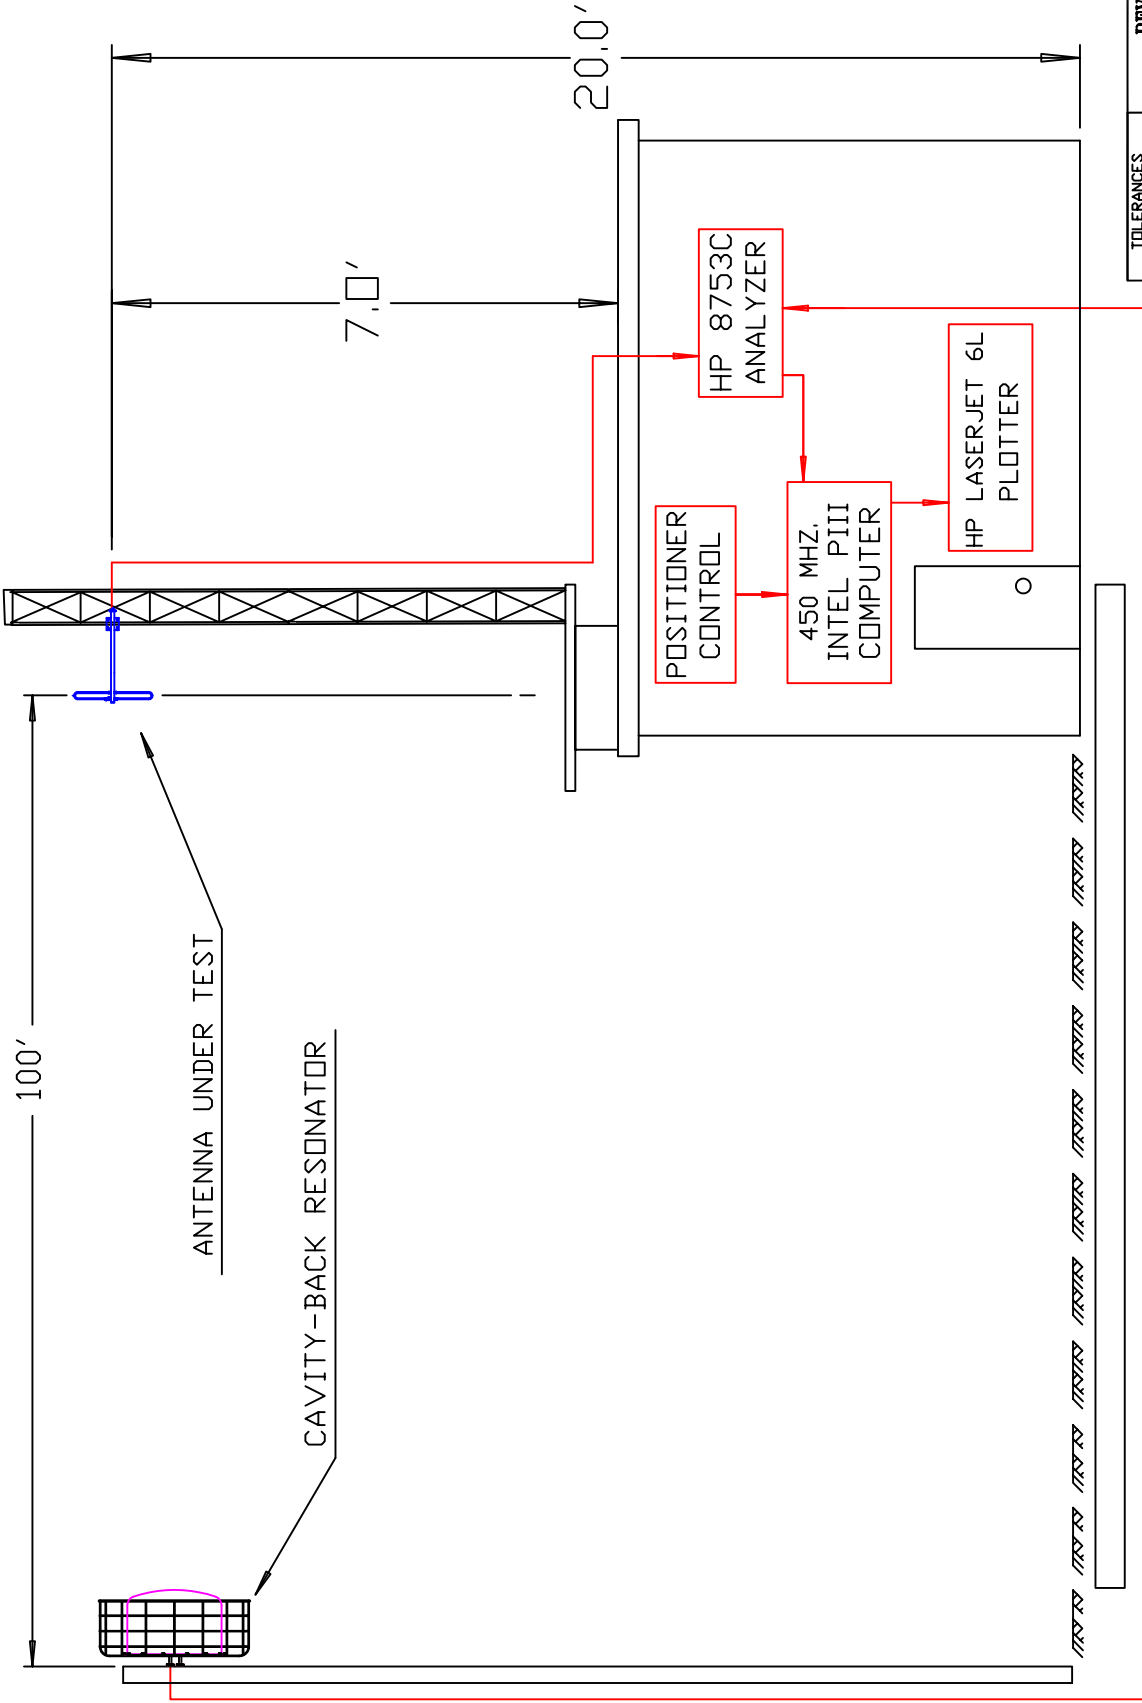 100'
ANTENNA UNDER TEST
CAVITY-BACK RESONATOR
7.0'
20.0'
POSITIONER
CONTROL
450 MHZ.
INTEL PIII
COMPUTER
HP 8753C
ANALYZER
HP LASERJET 6L
PLOTTER
TOLERANCES